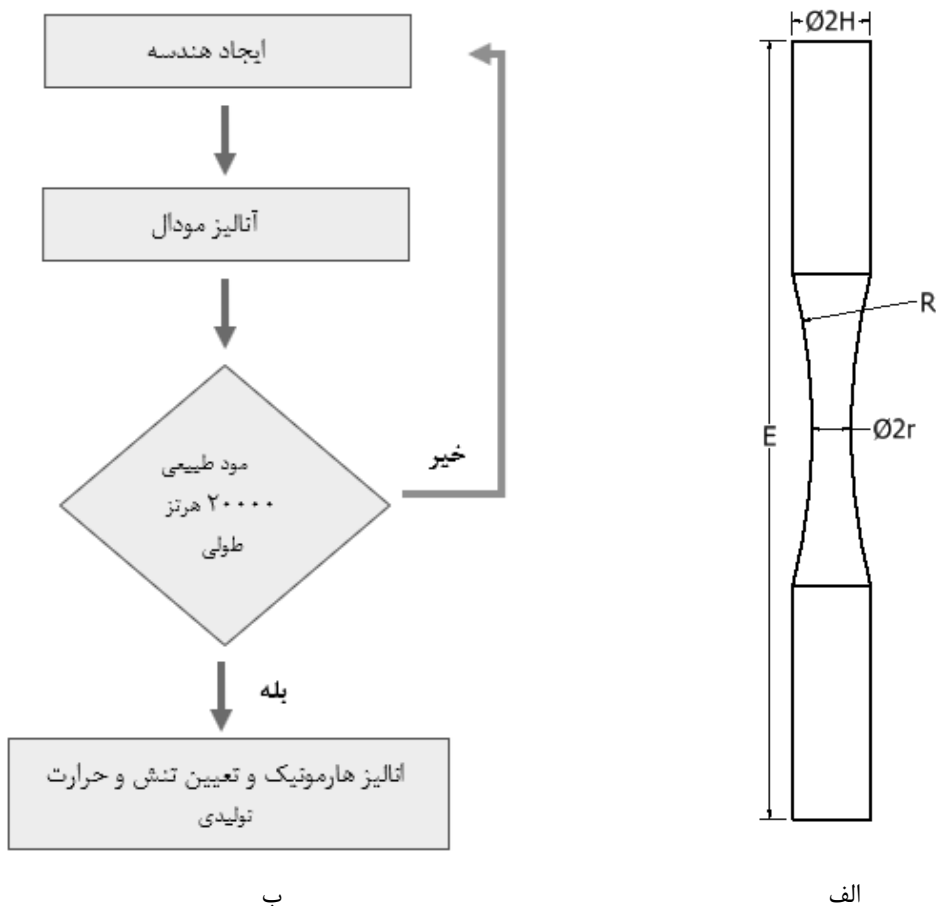 ایجاد هندسه
آنالیز مودال
مود طبیعی
۲۰۰۰۰ هرتز
طولی
خیر
بله
انالیز هارمونیک و تعیین تنش و حرارت
تولیدی
ب
Ø2H
R
E
Ø2r
الف